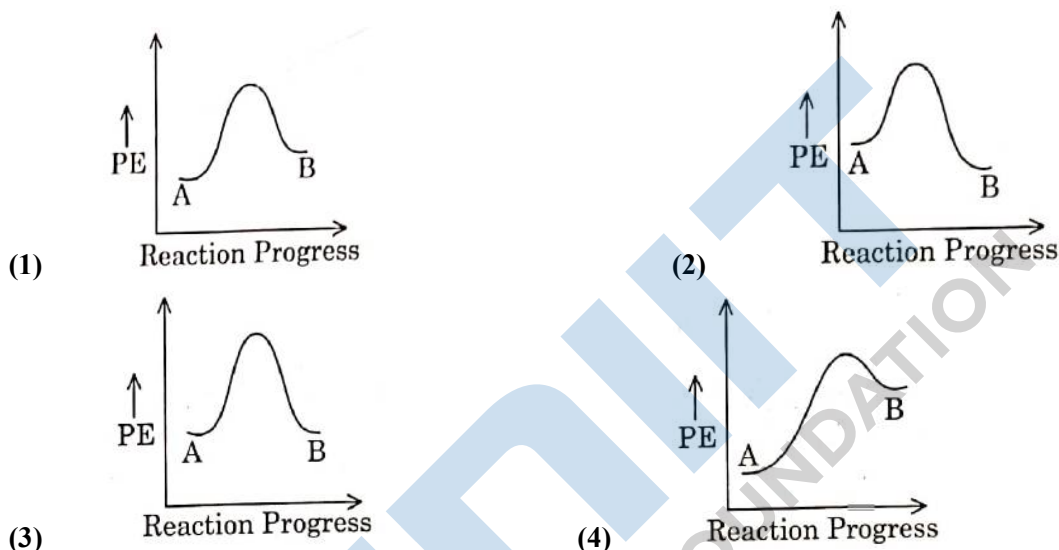 PE
A
B
Reaction Progress
(1)
PE
A
B
Reaction Progress
(2)
PE
A
B
Reaction Progress
(3)
PE
A
B
Reaction Progress
(4)